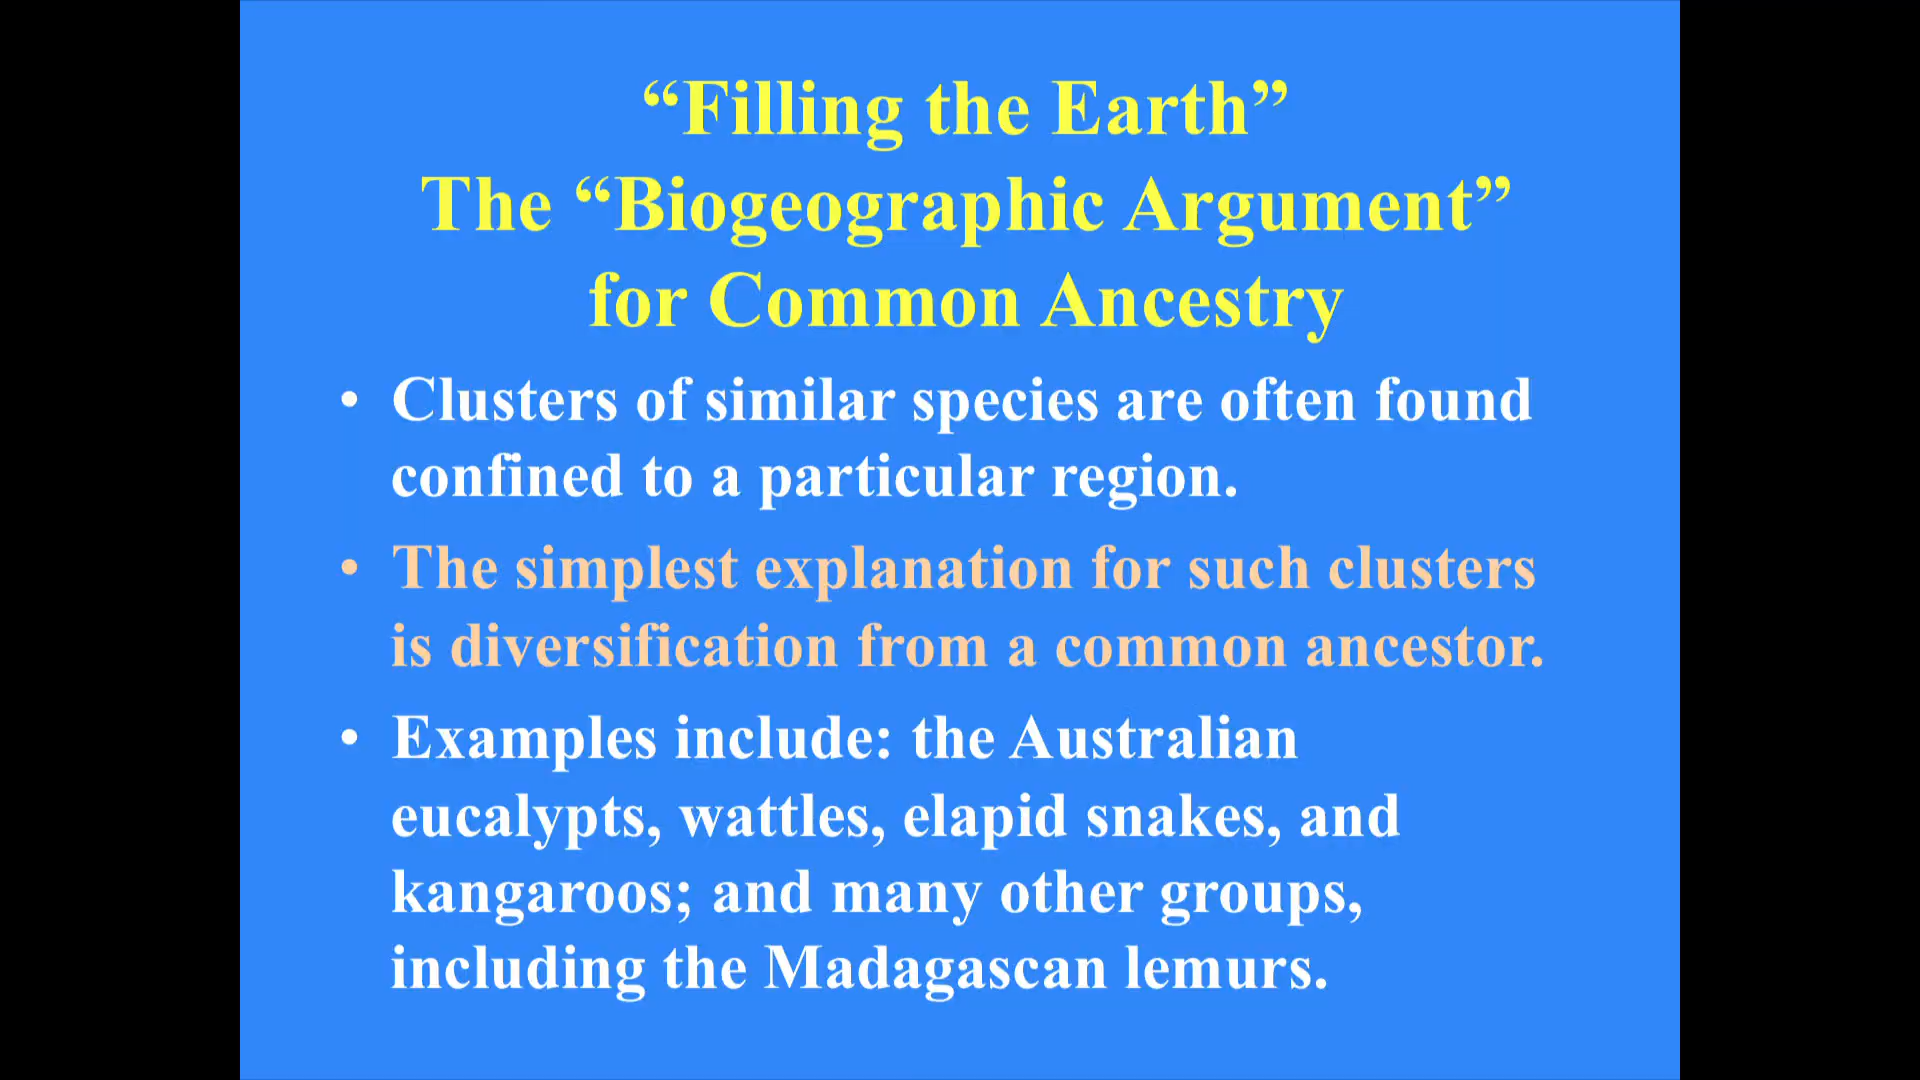 “Filling the Earth”
The “Biogeographic Argument”
for Common Ancestry
• Clusters of similar species are often found
confined to a particular region.
• The simplest explanation for such clusters
is diversification from a common ancestor.
• Examples include: the Australian
eucalypts, wattles, elapid snakes, and
kangaroos; and many other groups,
including the Madagascan lemurs.